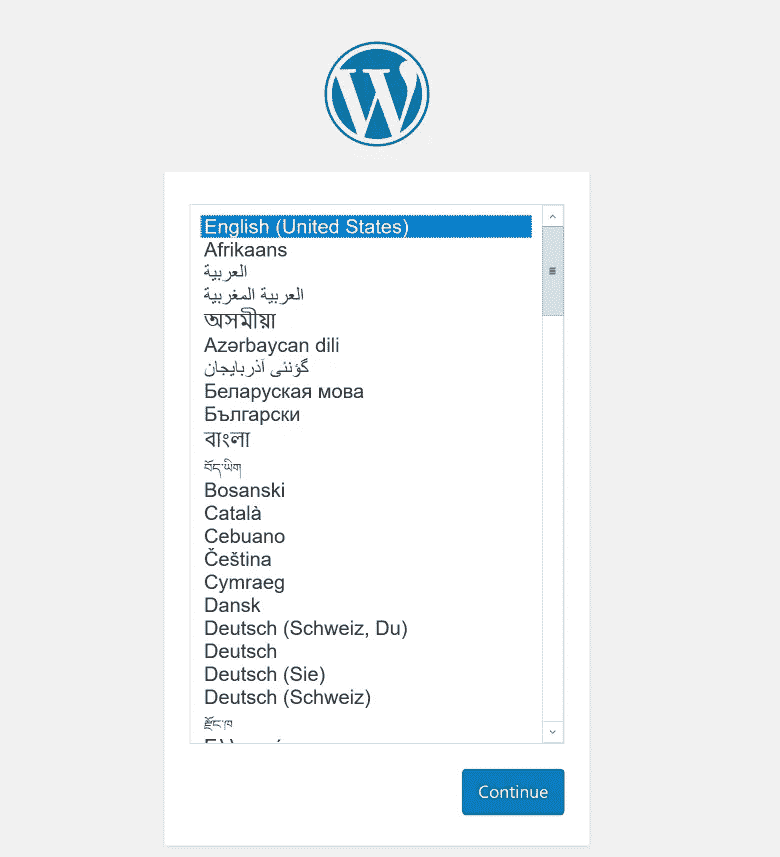 English (United States)
Afrikaans
العربية
العربية المغربية
অসমীয়া
Azərbaycan dili
گؤنئی آذربایجان
Беларуская мова
Български
বাংলা
བོད་ཡིག
Bosanski
Català
Cebuano
Čeština
Cymraeg
Dansk
Deutsch (Schweiz, Du)
Deutsch
Deutsch (Sie)
Deutsch (Schweiz)
རྫོང་ཁ
Continue